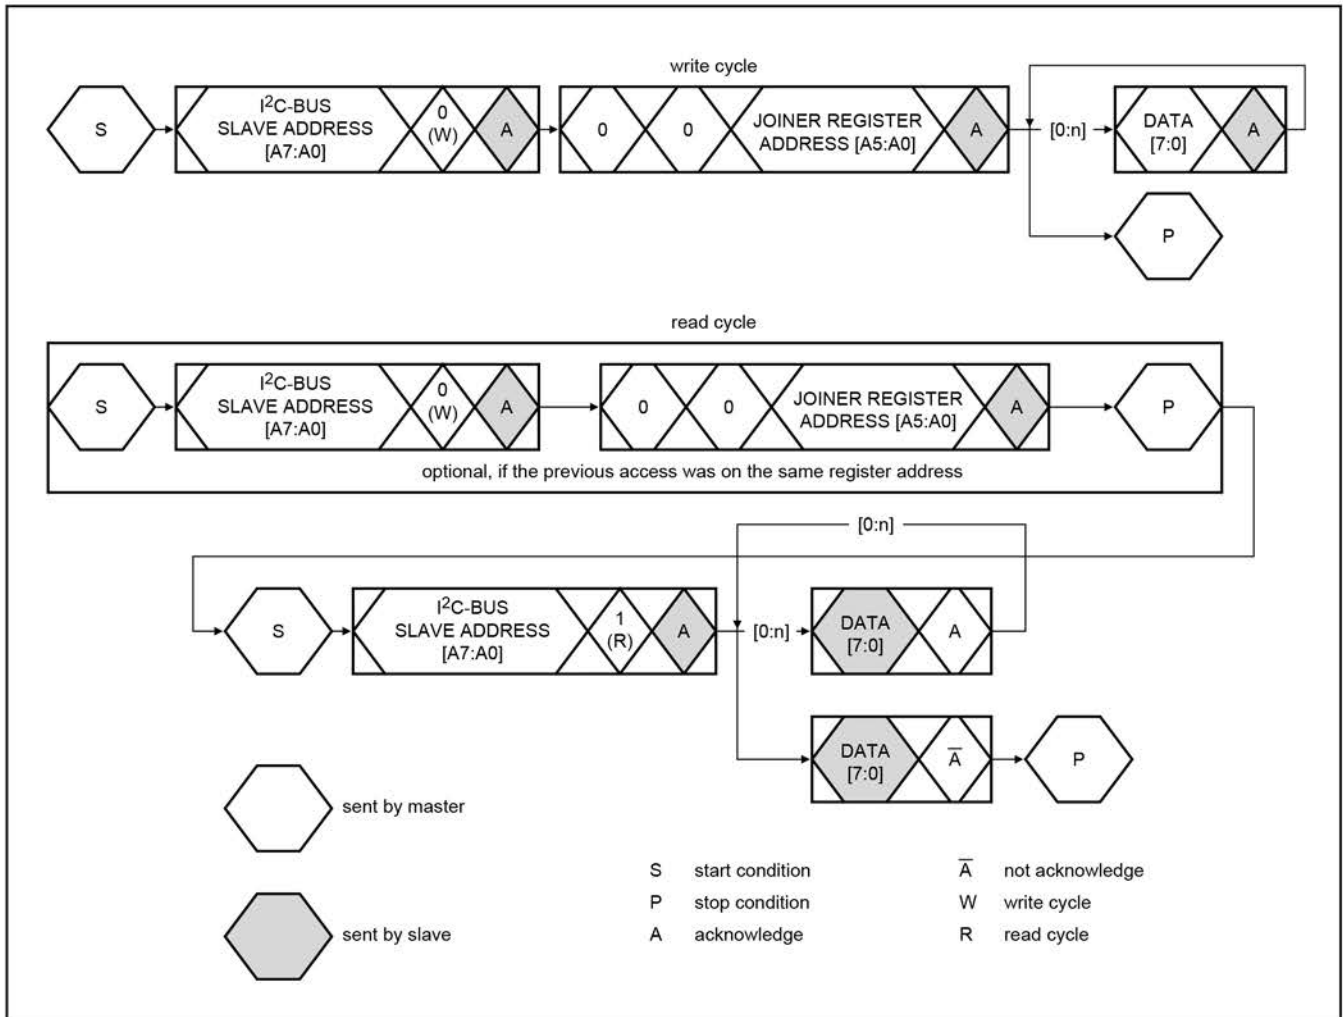 write cycle
S
I²C-BUS
SLAVE ADDRESS
[A7:A0]
0
(W)
A
0
0
JOINER REGISTER
ADDRESS [A5:A0]
A
[0:n]
DATA
[7:0]
A
P
read cycle
S
I²C-BUS
SLAVE ADDRESS
[A7:A0]
0
(W)
A
0
0
JOINER REGISTER
ADDRESS [A5:A0]
A
P
optional, if the previous access was on the same register address
[0:n]
S
I²C-BUS
SLAVE ADDRESS
[A7:A0]
1
(R)
A
[0:n]
DATA
[7:0]
A
DATA
[7:0]
A̅
P
sent by master
sent by slave
S start condition
P stop condition
A acknowledge
A̅ not acknowledge
W write cycle
R read cycle